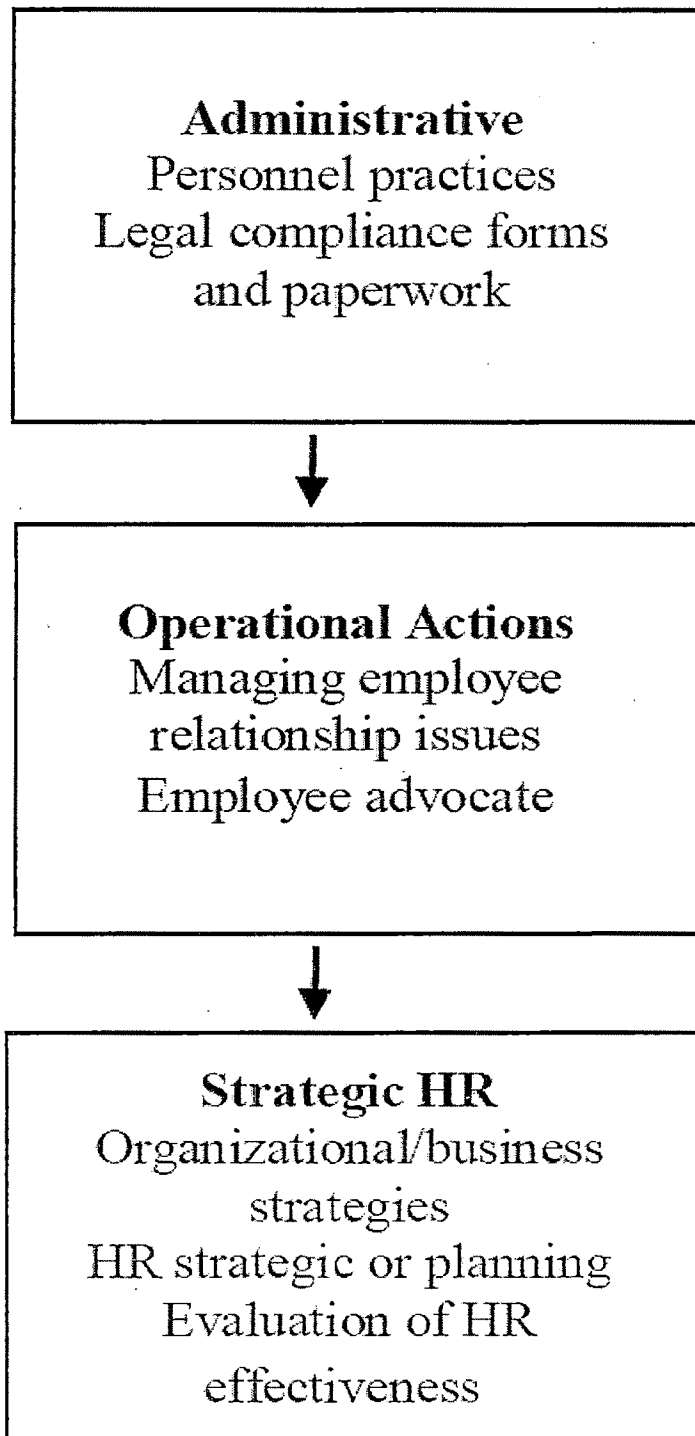 Administrative
Personnel practices
Legal compliance forms
and paperwork
Operational Actions
Managing employee
relationship issues
Employee advocate
Strategic HR
Organizational/business
strategies
HR strategic or planning
Evaluation of HR
effectiveness